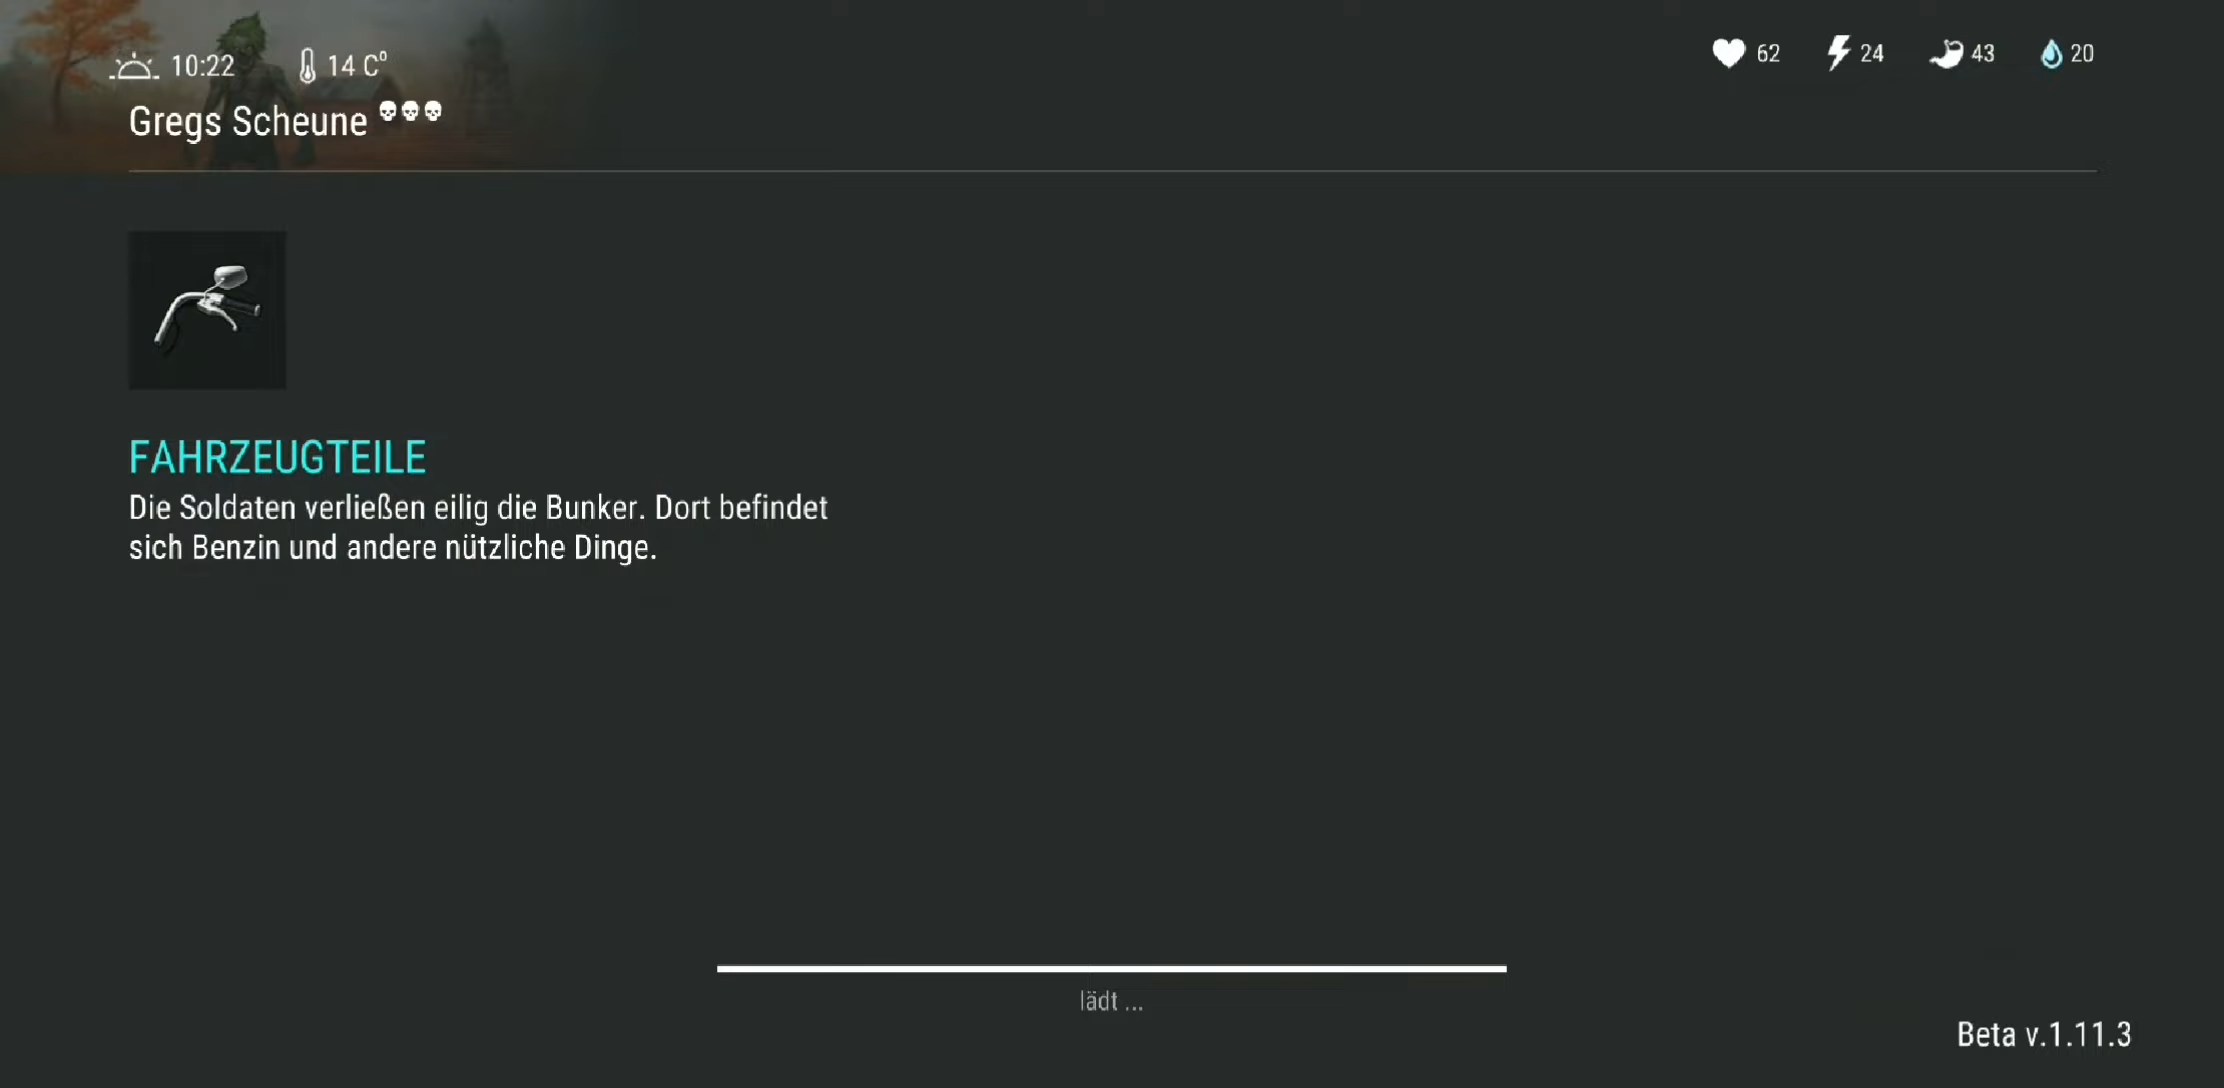 10:22 14 C°
62 24 43 20
Gregs Scheune
FAHRZEUGTEILE
Die Soldaten verließen eilig die Bunker. Dort befindet
sich Benzin und andere nützliche Dinge.
lädt ...
Beta v.1.11.3